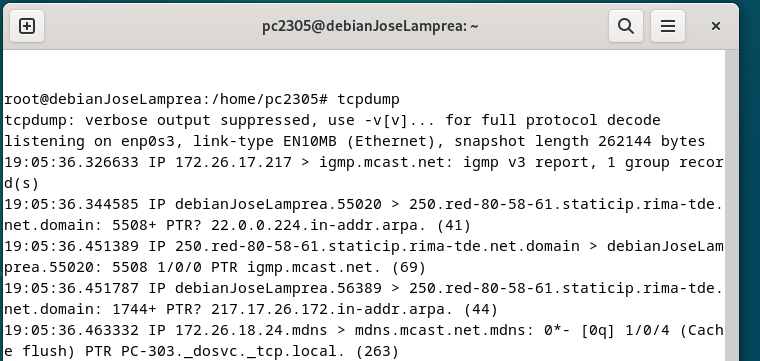 pc2305@debianJoseLamprea: ~
root@debianJoseLamprea:/home/pc2305# tcpdump
tcpdump: verbose output suppressed, use -v[v]... for full protocol decode
listening on enp0s3, link-type EN10MB (Ethernet), snapshot length 262144 bytes
19:05:36.326633 IP 172.26.17.217 > igmp.mcast.net: igmp v3 report, 1 group recor
d(s)
19:05:36.344585 IP debianJoseLamprea.55020 > 250.red-80-58-61.staticip.rima-tde.
net.domain: 5508+ PTR? 22.0.0.224.in-addr.arpa. (41)
19:05:36.451389 IP 250.red-80-58-61.staticip.rima-tde.net.domain > debianJoseLam
prea.55020: 5508 1/0/0 PTR igmp.mcast.net. (69)
19:05:36.451787 IP debianJoseLamprea.56389 > 250.red-80-58-61.staticip.rima-tde.
net.domain: 1744+ PTR? 217.17.26.172.in-addr.arpa. (44)
19:05:36.463332 IP 172.26.18.24.mdns > mdns.mcast.net.mdns: 0*- [0q] 1/0/4 (Cach
e flush) PTR PC-303._dosvc._tcp.local. (263)